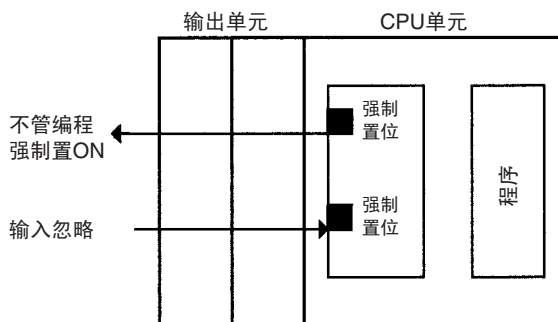 输出单元
CPU单元
不管编程
强制置ON
强制
置位
输入忽略
强制
置位
程序